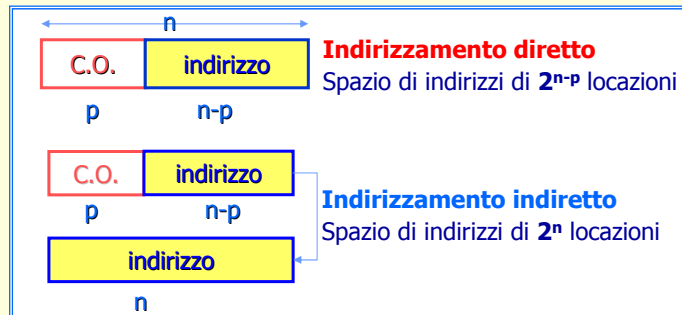 n
C.O. indirizzo
p n-p
Indirizzamento diretto
Spazio di indirizzi di 2ⁿ⁻ᵖ locazioni
C.O. indirizzo
p n-p
indirizzo
n
Indirizzamento indiretto
Spazio di indirizzi di 2ⁿ locazioni